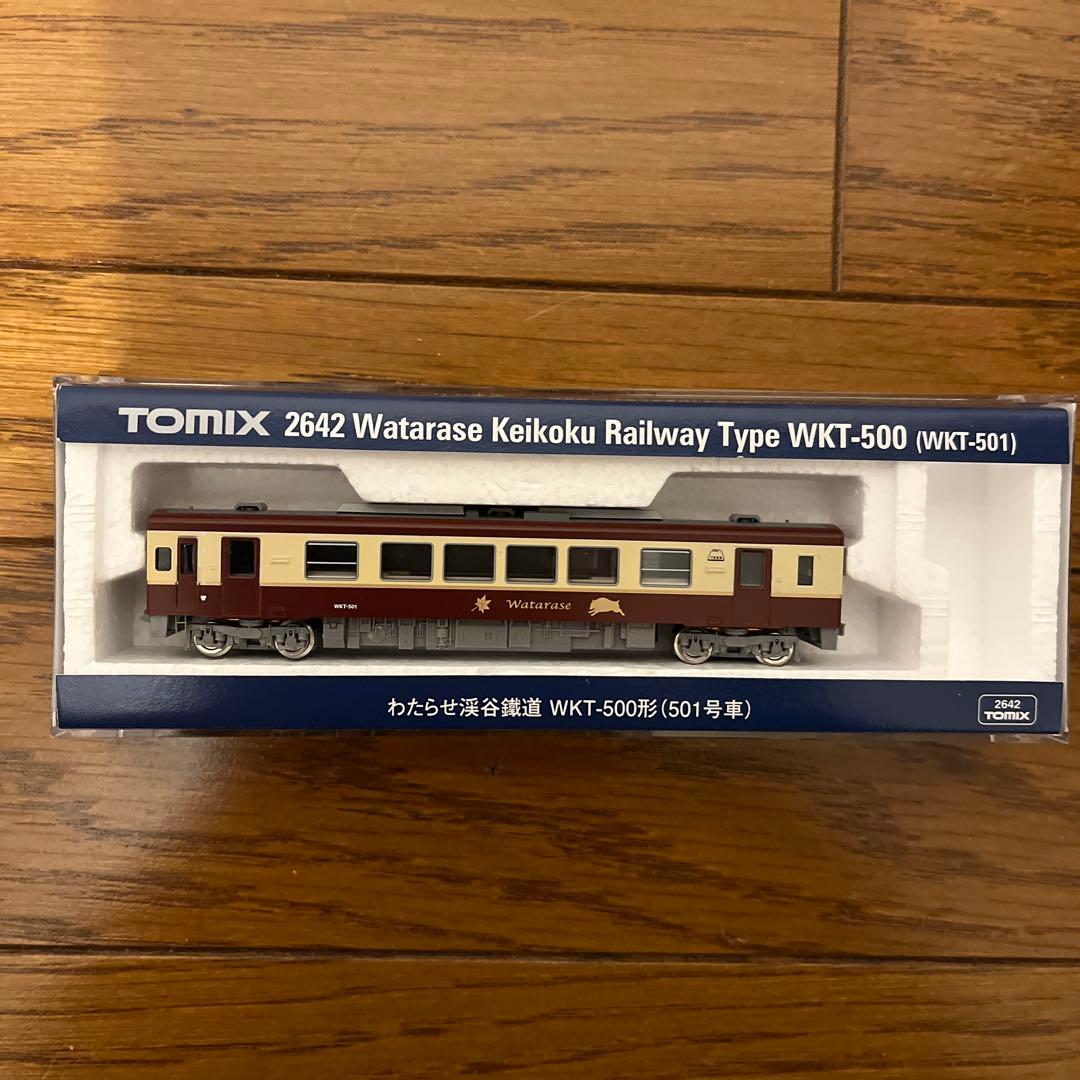 TOMIX 2642 Watarase Keikoku Railway Type WKT-500 (WKT-501)
WKT-501
Watarase
わたらせ渓谷鐵道 WKT-500形(501号車)
2642
TOMIX